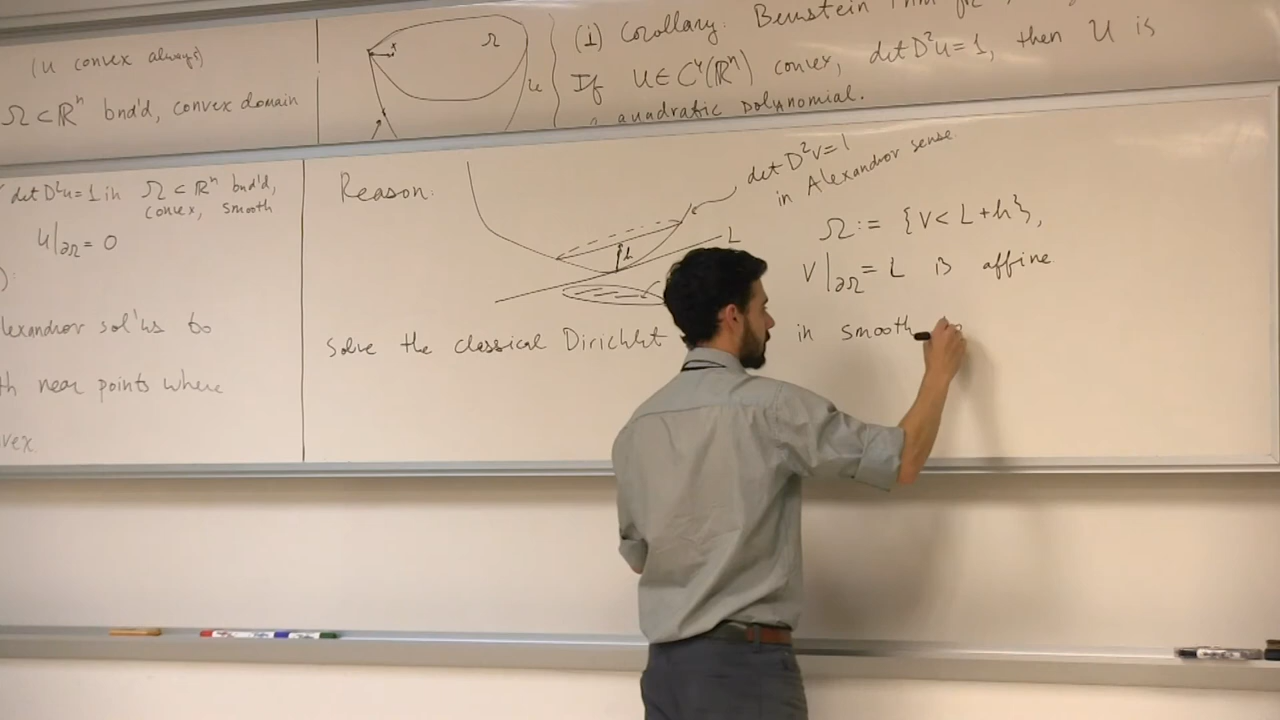 (u convex always)
Ω ⊂ ℝⁿ bnd'd, convex domain
x
Ω
u
(1) Corollary: Bernstein Thm for
If u ∈ C⁴(ℝⁿ) convex, det D²u = 1, then u is
quadratic polynomial.
det D²u = 1 in Ω ⊂ ℝⁿ bnd'd,
convex, smooth
u|∂Ω = 0
):
lexandrov sol'ns to
th near points where
vex.
Reason:
h
L
det D²v = 1
in Alexandrov sense.
Ω := {v < L + h},
v|∂Ω = L is affine
Solve the classical Dirichlet
in smooth